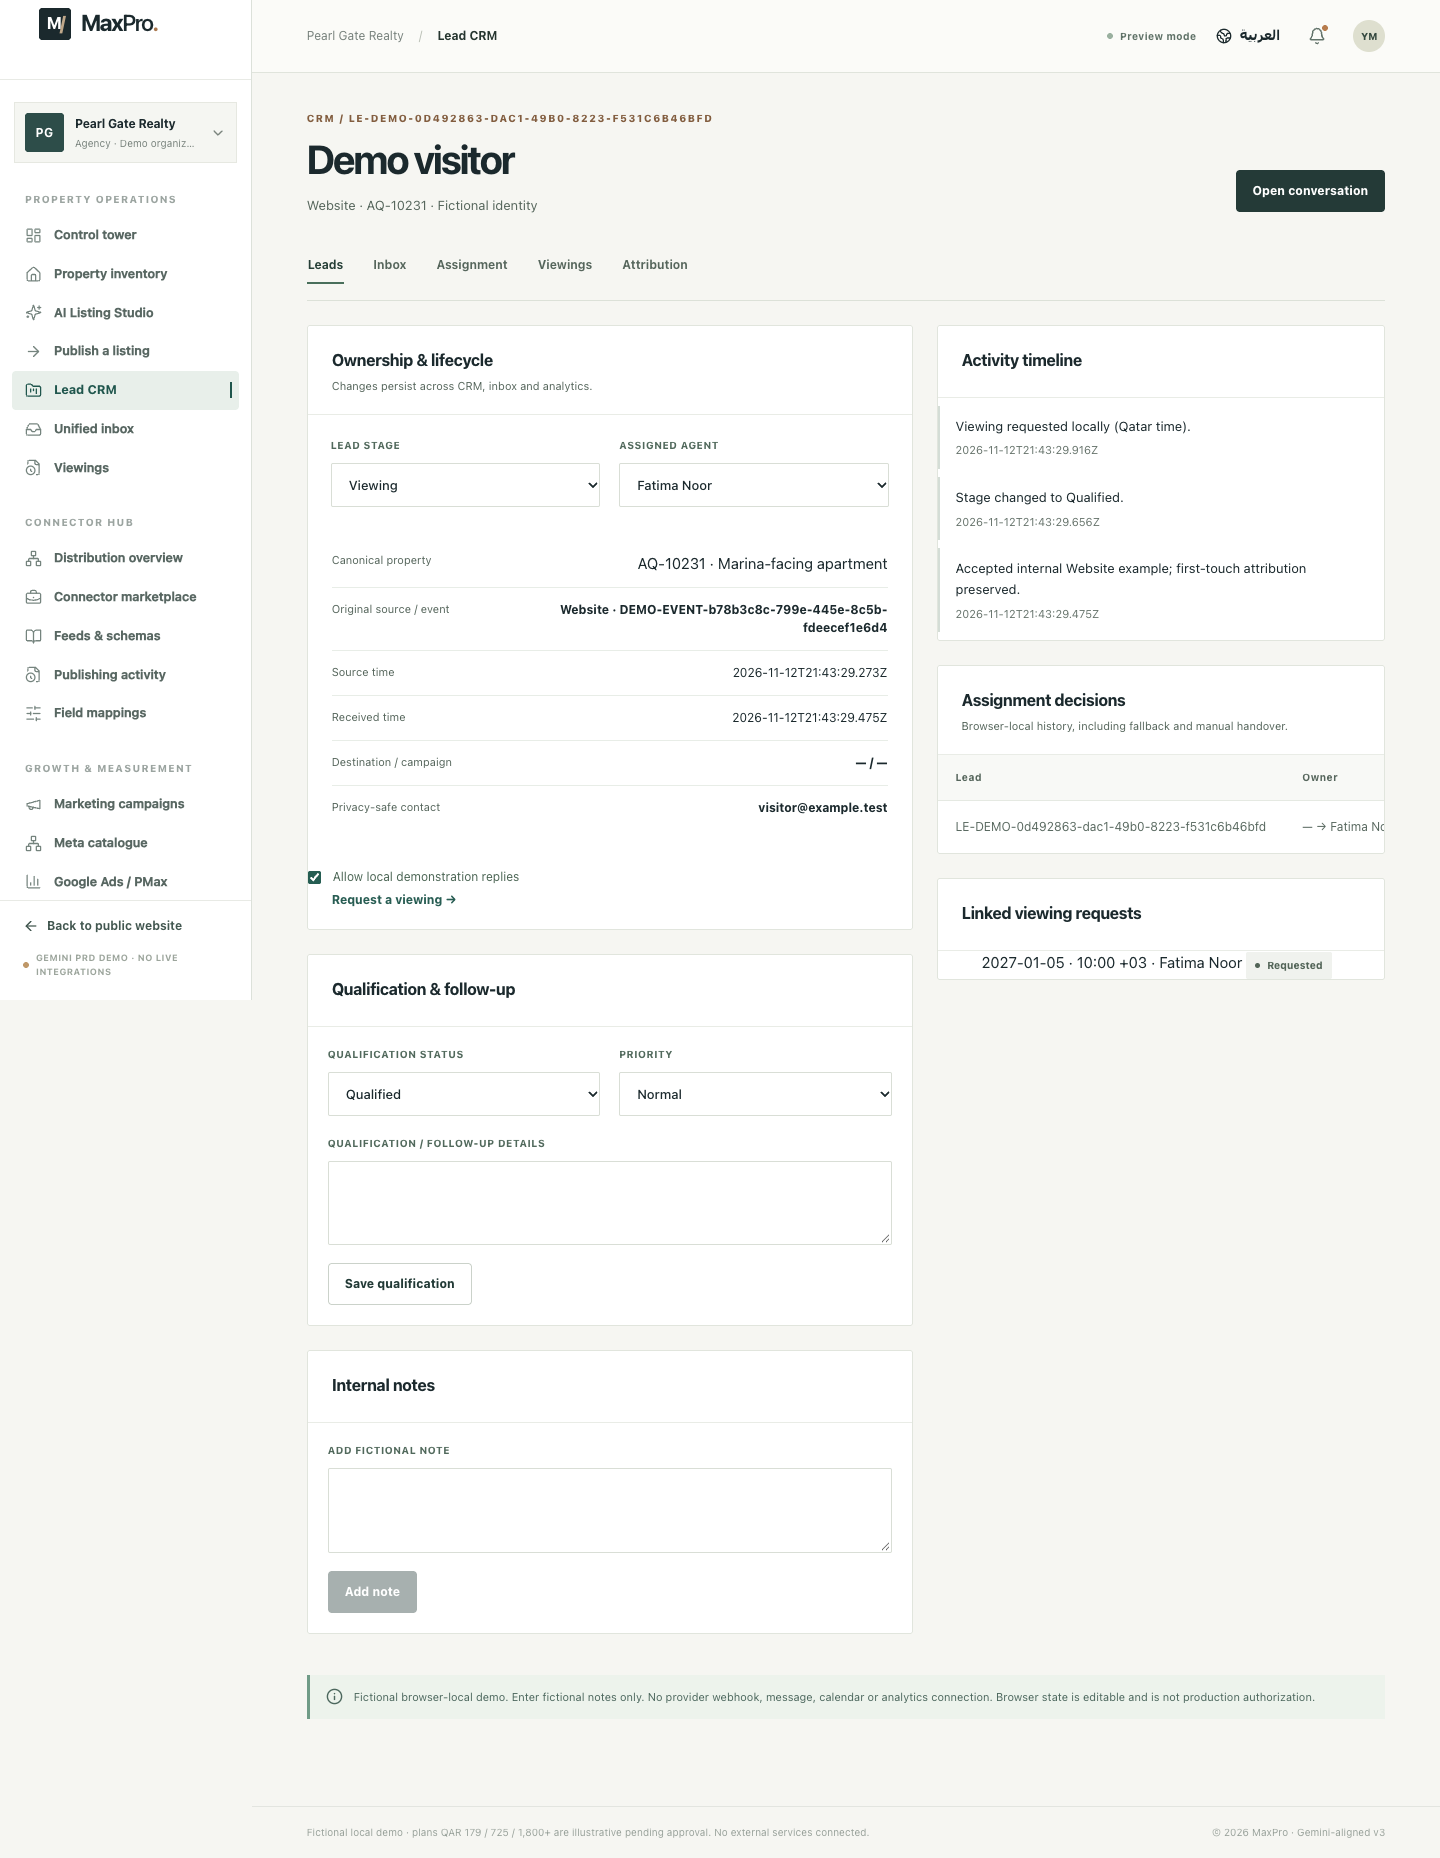 M/ MaxPro.
PG
Pearl Gate Realty
Agency · Demo organiz...
PROPERTY OPERATIONS
Control tower
Property inventory
AI Listing Studio
Publish a listing
Lead CRM
Unified inbox
Viewings
CONNECTOR HUB
Distribution overview
Connector marketplace
Feeds & schemas
Publishing activity
Field mappings
GROWTH & MEASUREMENT
Marketing campaigns
Meta catalogue
Google Ads / PMax
Back to public website
GEMINI PRD DEMO · NO LIVE
INTEGRATIONS
Pearl Gate Realty / Lead CRM
Preview mode
العربية
YM
CRM / LE-DEMO-0D492863-DAC1-49B0-8223-F531C6B46BFD
Demo visitor
Website · AQ-10231 · Fictional identity
Open conversation
Leads Inbox Assignment Viewings Attribution
Ownership & lifecycle
Changes persist across CRM, inbox and analytics.
LEAD STAGE ASSIGNED AGENT
Viewing Fatima Noor
Canonical property AQ-10231 · Marina-facing apartment
Original source / event Website · DEMO-EVENT-b78b3c8c-799e-445e-8c5b-
fdeecef1e6d4
Source time 2026-11-12T21:43:29.273Z
Received time 2026-11-12T21:43:29.475Z
Destination / campaign — / —
Privacy-safe contact visitor@example.test
Allow local demonstration replies
Request a viewing →
Qualification & follow-up
QUALIFICATION STATUS PRIORITY
Qualified Normal
QUALIFICATION / FOLLOW-UP DETAILS
Save qualification
Internal notes
ADD FICTIONAL NOTE
Add note
Activity timeline
Viewing requested locally (Qatar time).
2026-11-12T21:43:29.916Z
Stage changed to Qualified.
2026-11-12T21:43:29.656Z
Accepted internal Website example; first-touch attribution
preserved.
2026-11-12T21:43:29.475Z
Assignment decisions
Browser-local history, including fallback and manual handover.
Lead Owner
LE-DEMO-0d492863-dac1-49b0-8223-f531c6b46bfd — → Fatima No
Linked viewing requests
2027-01-05 · 10:00 +03 · Fatima Noor Requested
Fictional browser-local demo. Enter fictional notes only. No provider webhook, message, calendar or analytics connection. Browser state is editable and is not production authorization.
Fictional local demo · plans QAR 179 / 725 / 1,800+ are illustrative pending approval. No external services connected.
© 2026 MaxPro · Gemini-aligned v3